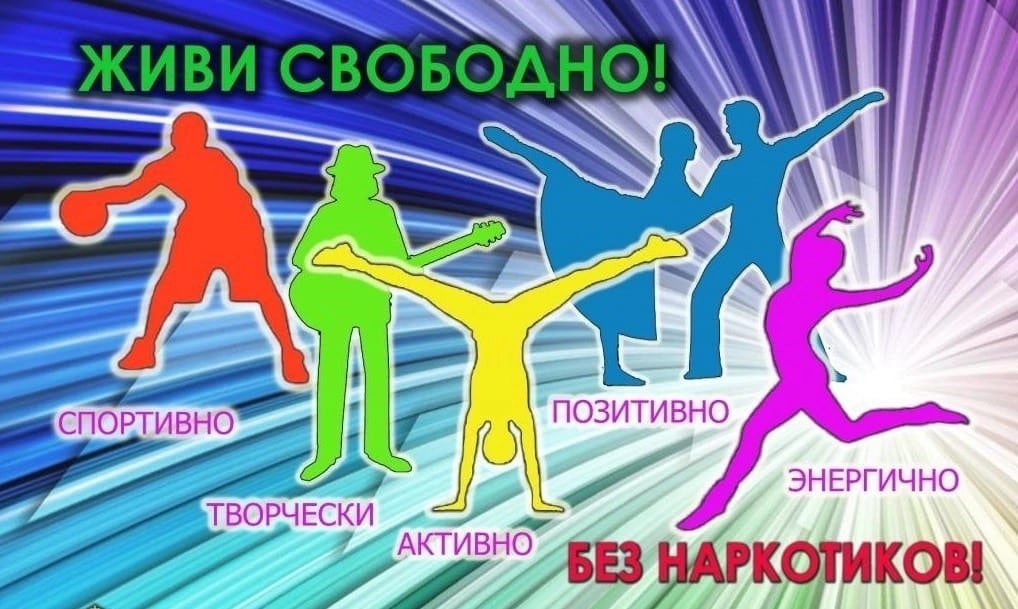 ЖИВИ СВОБОДНО!
СПОРТИВНО
ПОЗИТИВНО
ЭНЕРГИЧНО
ТВОРЧЕСКИ
АКТИВНО
БЕЗ НАРКОТИКОВ!